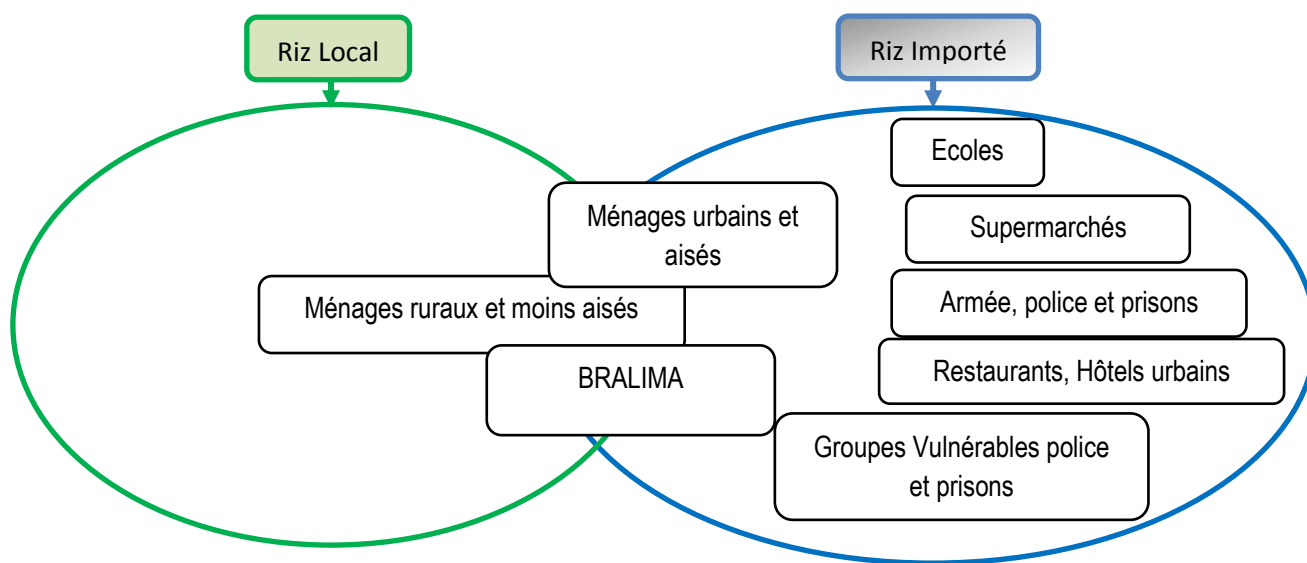 Riz Local
Riz Importé
Ecoles
Ménages urbains et
aisés
Supermarchés
Ménages ruraux et moins aisés
Armée, police et prisons
BRALIMA
Restaurants, Hôtels urbains
Groupes Vulnérables police
et prisons